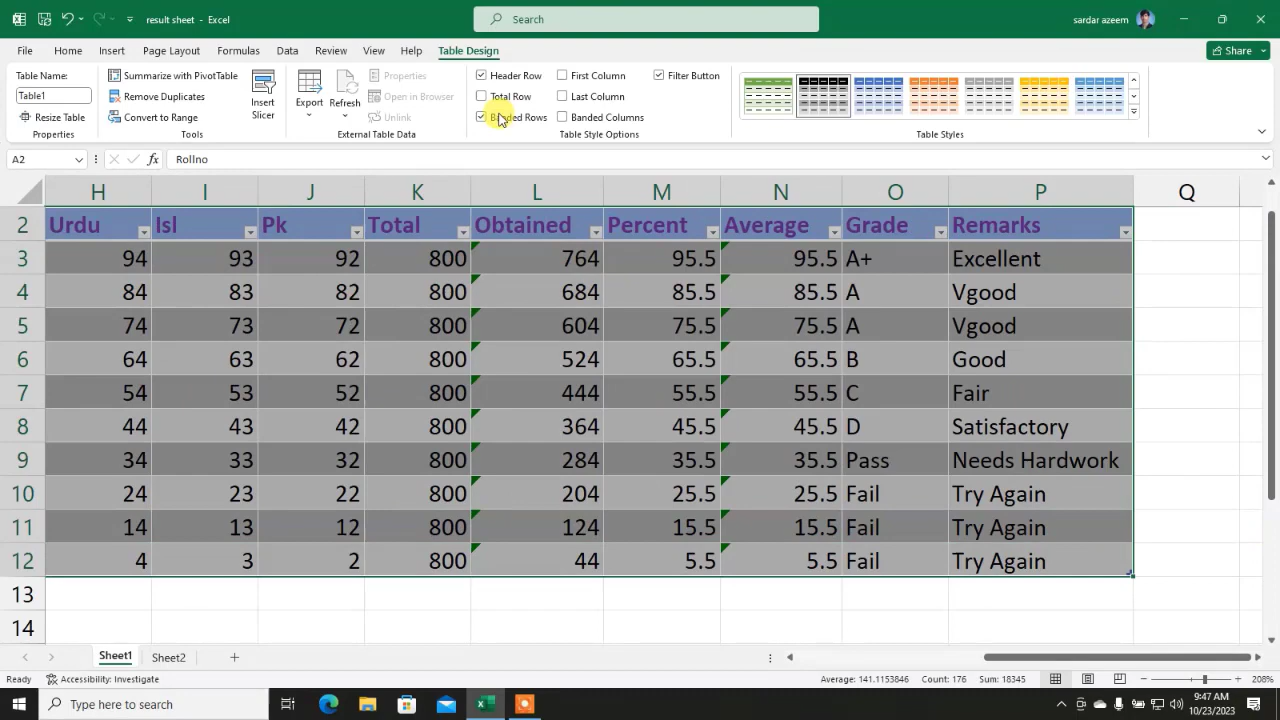 result sheet - Excel
Search
sardar azeem
File Home Insert Page Layout Formulas Data Review View Help Table Design
Share
Table Name:
Table1
Resize Table
Properties
Summarize with PivotTable
Remove Duplicates
Convert to Range
Tools
Insert
Slicer
Export
Refresh
Properties
Open in Browser
Unlink
External Table Data
Header Row
Total Row
Banded Rows
First Column
Last Column
Banded Columns
Filter Button
Table Style Options
Table Styles
A2
fx
Rollno
H I J K L M N O P Q
2 Urdu Isl Pk Total Obtained Percent Average Grade Remarks
3 94 93 92 800 764 95.5 95.5 A+ Excellent
4 84 83 82 800 684 85.5 85.5 A Vgood
5 74 73 72 800 604 75.5 75.5 A Vgood
6 64 63 62 800 524 65.5 65.5 B Good
7 54 53 52 800 444 55.5 55.5 C Fair
8 44 43 42 800 364 45.5 45.5 D Satisfactory
9 34 33 32 800 284 35.5 35.5 Pass Needs Hardwork
10 24 23 22 800 204 25.5 25.5 Fail Try Again
11 14 13 12 800 124 15.5 15.5 Fail Try Again
12 4 3 2 800 44 5.5 5.5 Fail Try Again
13
14
Sheet1 Sheet2
Ready Accessibility: Investigate Average: 141.1153846 Count: 176 Sum: 18345 208%
Type here to search
9:47 AM
10/23/2023